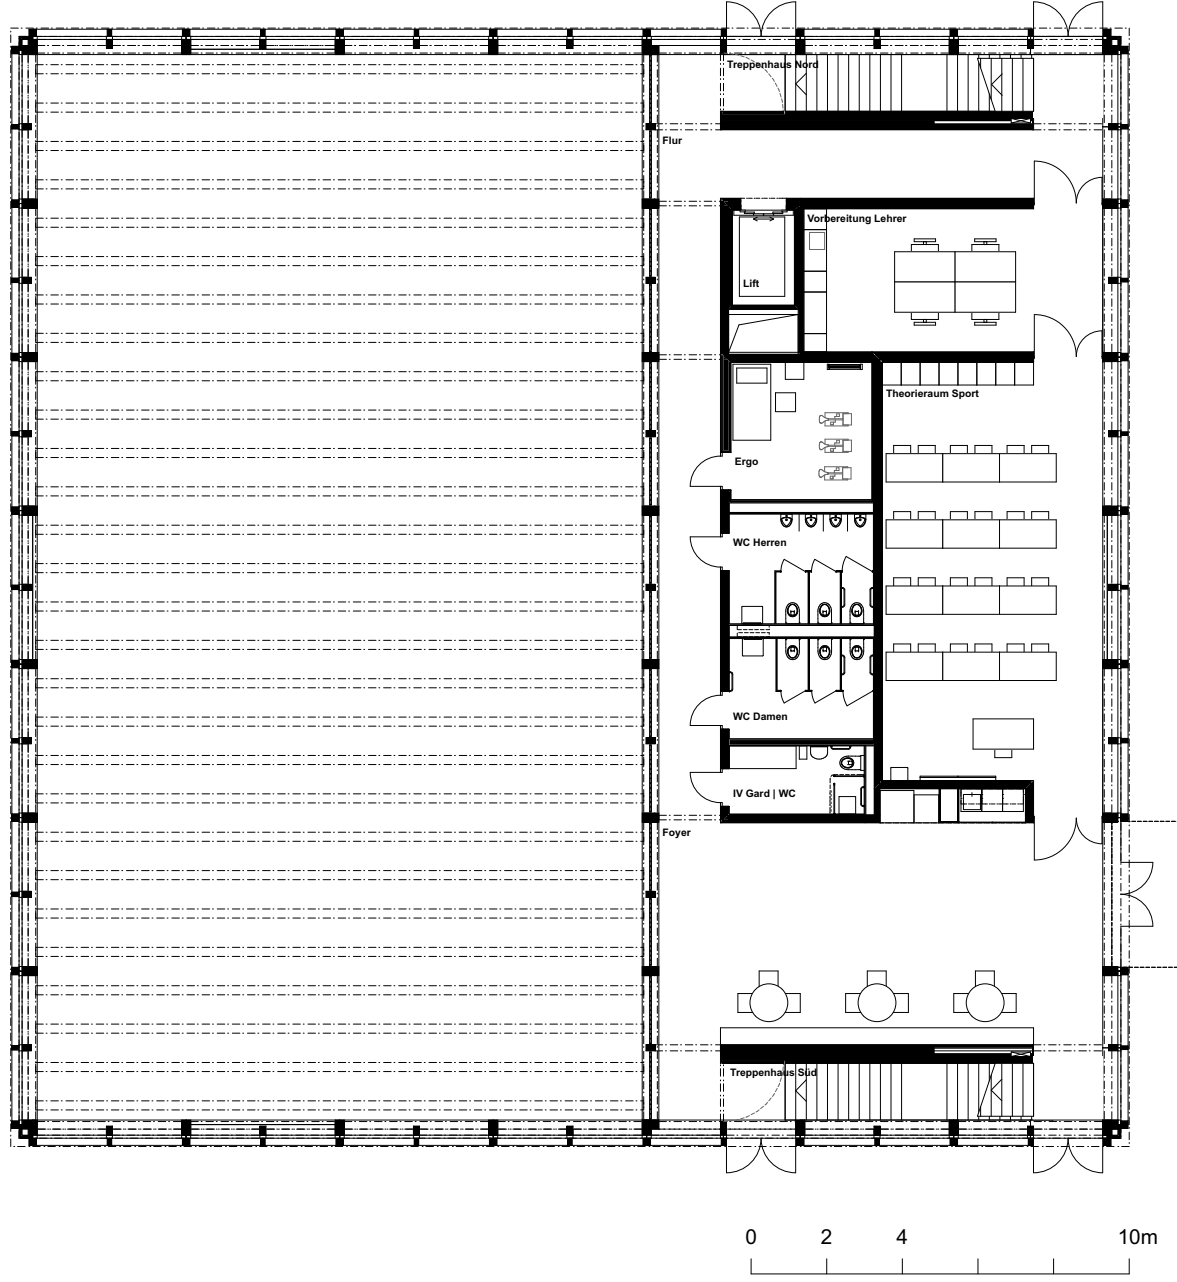 Treppenhaus Nord
Flur
Vorbereitung Lehrer
Lift
Theorieraum Sport
Ergo
WC Herren
WC Damen
IV Gard | WC
Foyer
Treppenhaus Süd
0 2 4 10m